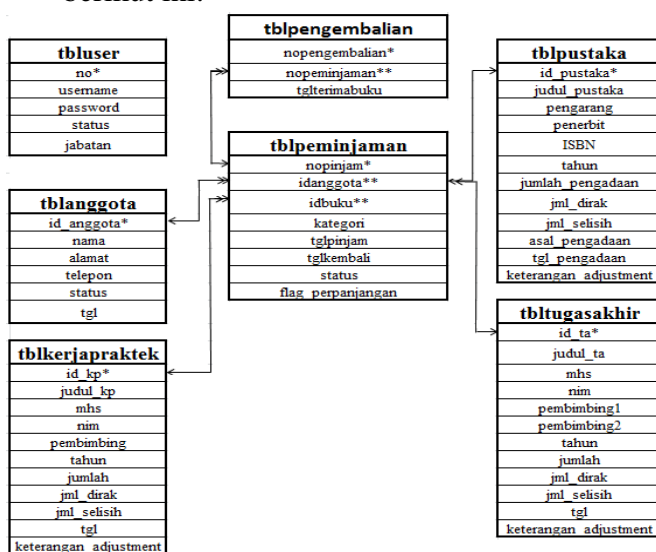 tbluser
no*
username
password
status
jabatan
tblpengembalian
nopengembalian*
nopeminjaman**
tglterimabuku
tblpustaka
id_pustaka*
judul_pustaka
pengarang
penerbit
ISBN
tahun
jumlah_pengadaan
jml_dirak
jml_selisih
asal_pengadaan
tgl_pengadaan
keterangan_adjustment
tblpeminjaman
nopinjam*
idanggota**
idbuku**
kategori
tglpinjam
tglkembali
status
flag_perpanjangan
tblanggota
id_anggota*
nama
alamat
telepon
status
tgl
tblkerjapraktek
id_kp*
judul_kp
mhs
nim
pembimbing
tahun
jumlah
jml_dirak
jml_selisih
tgl
keterangan_adjustment
tbltugasakhir
id_ta*
judul_ta
mhs
nim
pembimbing1
pembimbing2
tahun
jumlah
jml_dirak
jml_selisih
tgl
keterangan_adjustment